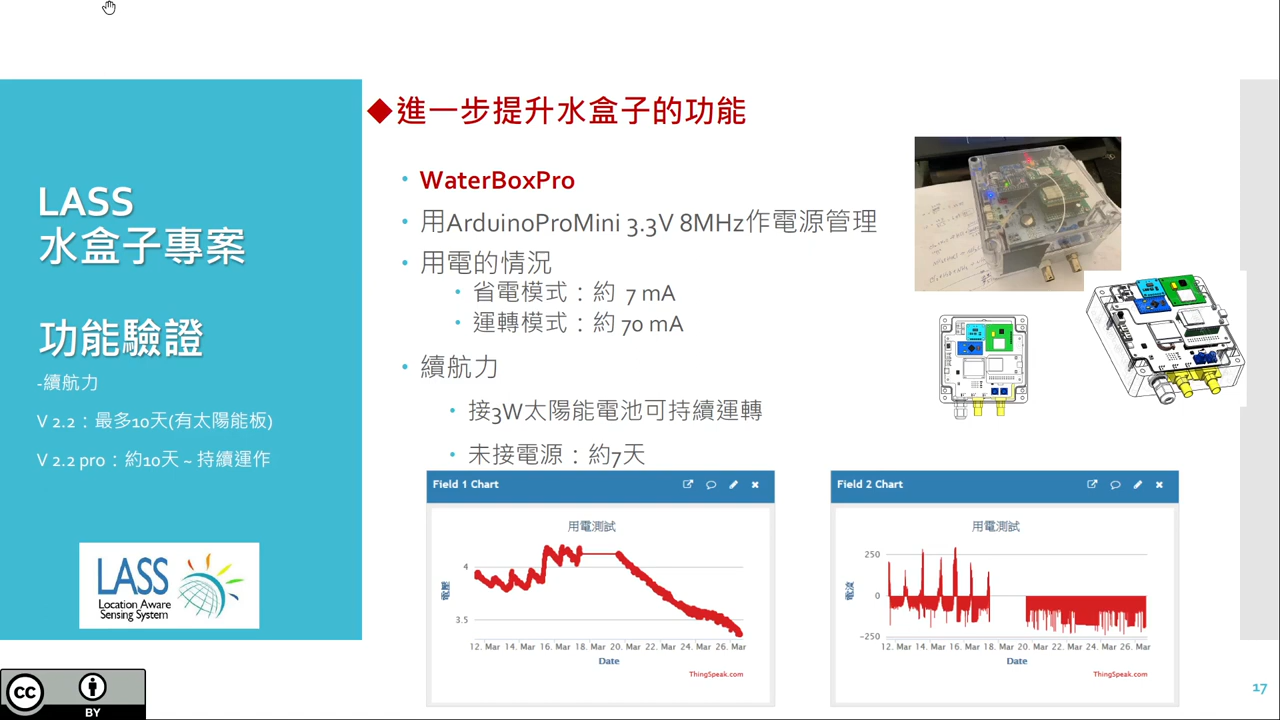 LASS
水盒子專案
功能驗證
-續航力
V 2.2：最多10天(有太陽能板)
V 2.2 pro：約10天 ~ 持續運作
LASS
Location Aware
Sensing System
CC
BY
◆進一步提升水盒子的功能
• WaterBoxPro
• 用ArduinoProMini 3.3V 8MHz作電源管理
• 用電的情況
• 省電模式：約 7 mA
• 運轉模式：約 70 mA
• 續航力
• 接3W太陽能電池可持續運轉
• 未接電源：約7天
Field 1 Chart
用電測試
電壓
4
3.5
12. Mar 14. Mar 16. Mar 18. Mar 20. Mar 22. Mar 24. Mar 26. Mar
Date
ThingSpeak.com
Field 2 Chart
用電測試
電流
250
0
-250
12. Mar 14. Mar 16. Mar 18. Mar 20. Mar 22. Mar 24. Mar 26. Mar
Date
ThingSpeak.com
17